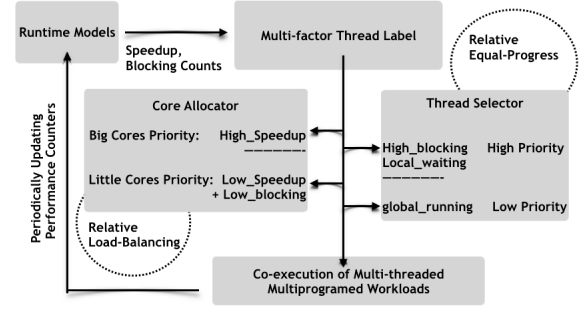 Runtime Models
Speedup,
Blocking Counts
Multi-factor Thread Label
Relative
Equal-Progress
Core Allocator
Big Cores Priority: High_Speedup
Little Cores Priority: Low_Speedup
+ Low_blocking
Relative
Load-Balancing
Thread Selector
High_blocking High Priority
Local_waiting
global_running Low Priority
Periodically Updating
Performance Counters
Co-execution of Multi-threaded
Multiprogramed Workloads